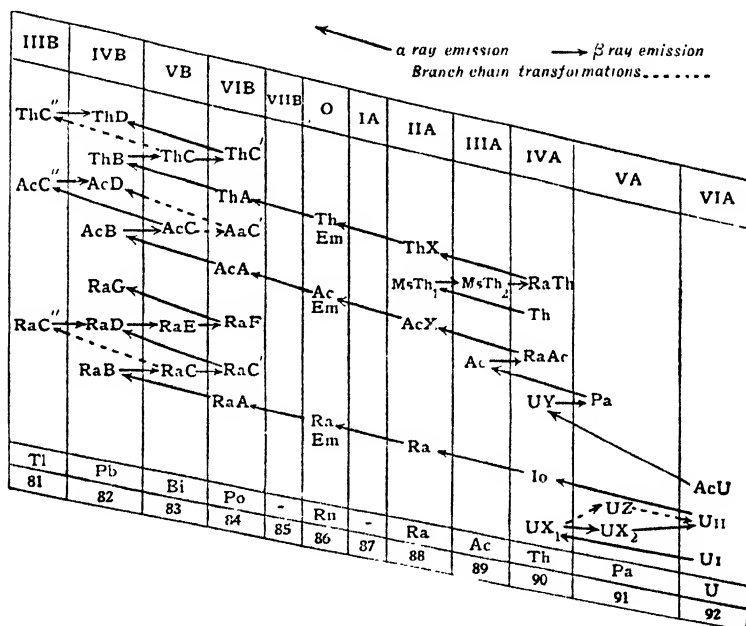 α ray emission → β ray emission
Branch chain transformations
IIIB IVB VB VIB VIIB O IA IIA IIIA IVA VA VIA
ThC″ ThD
ThB ThC ThC′
AcC″ AcD
ThA
Th
Em
AcB AcC AaC′
ThX
AcA
MsTh1 MsTh2 RaTh
RaG
Ac
Em
Th
RaC″ RaD RaE RaF
AcX
RaAc
Ac
RaB RaC RaC′
RaA
UY Pa
Ra
Em
Ra
Io
AcU
UZ
UII
UX1 UX2
UI
Tl Pb Bi Po - Rn - Ra Ac Th Pa U
81 82 83 84 85 86 87 88 89 90 91 92